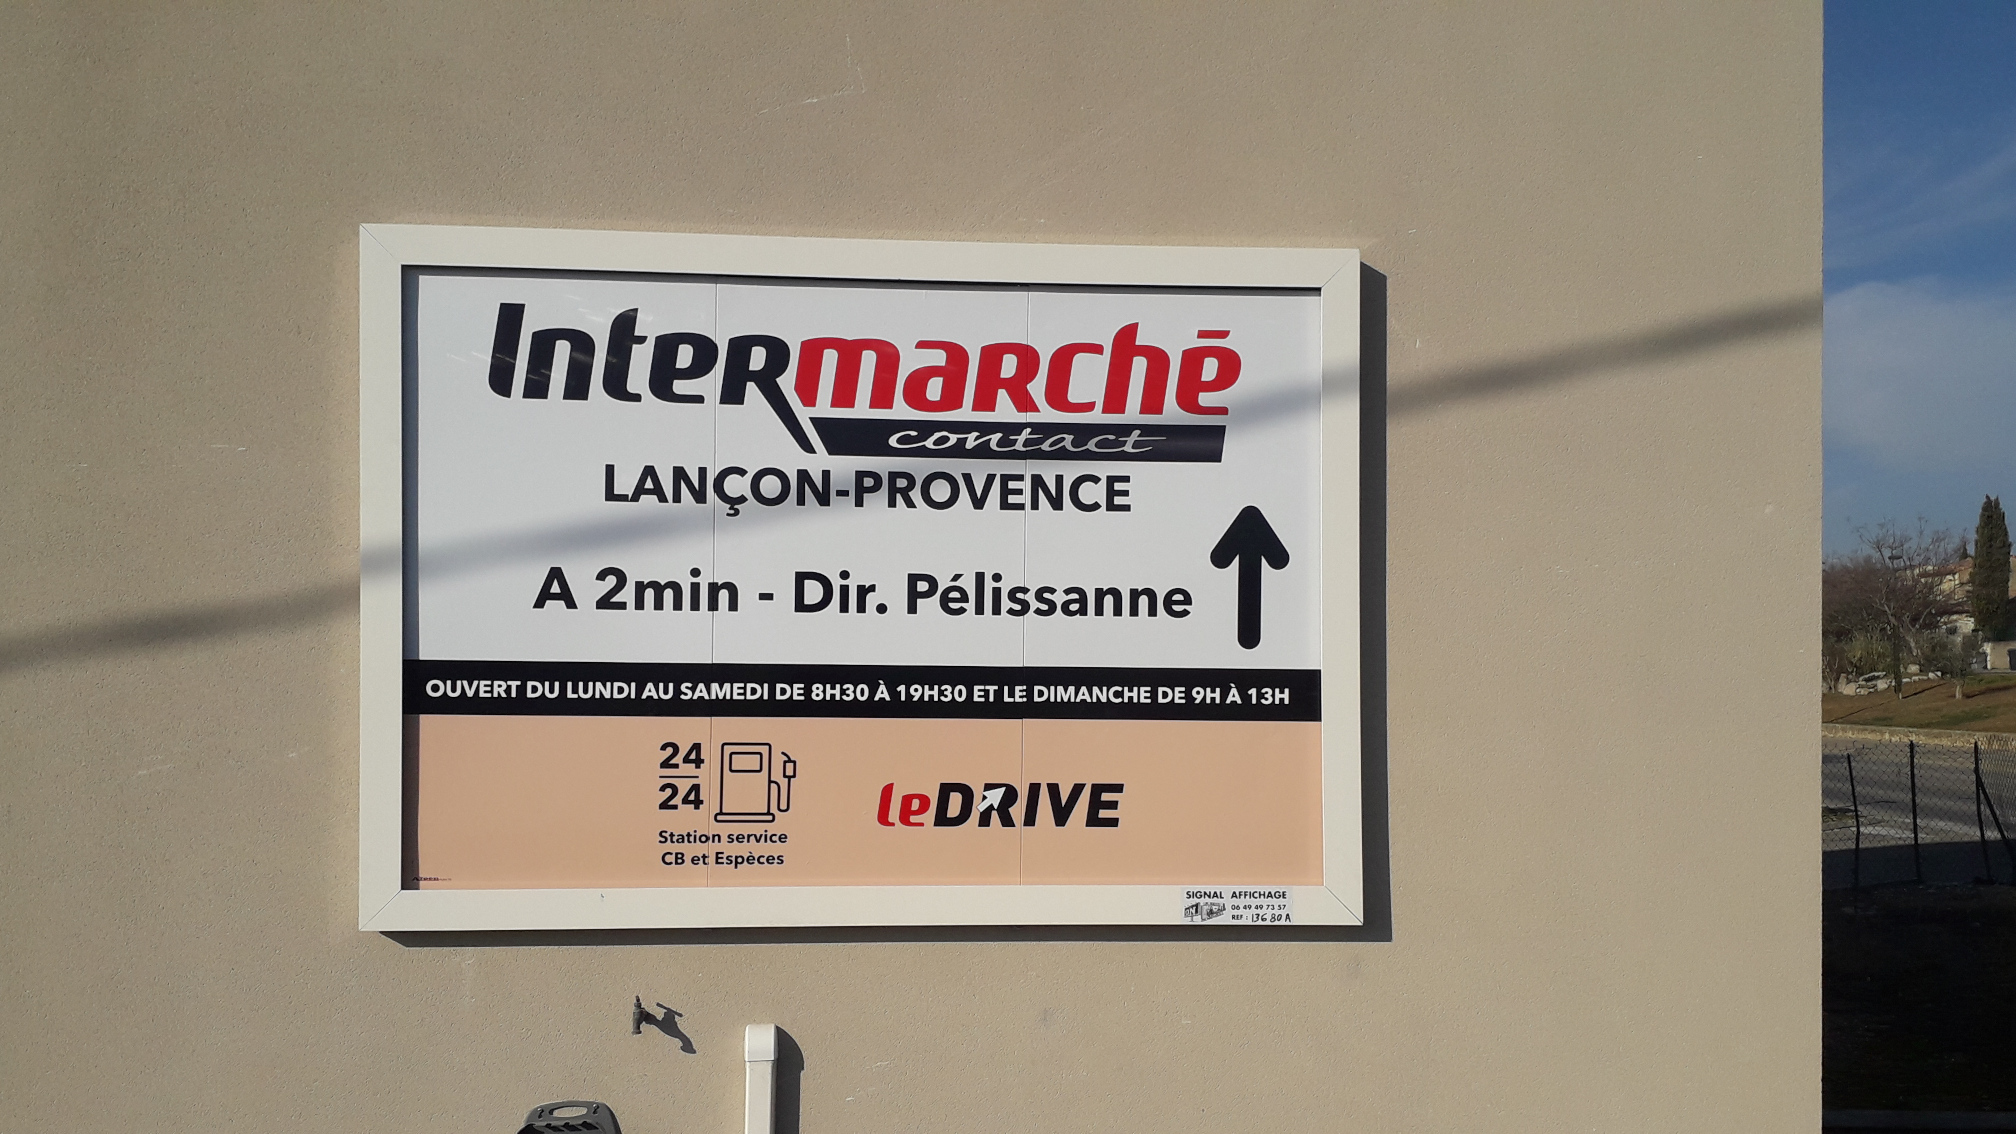 Intermarché
contact
LANÇON-PROVENCE
A 2min - Dir. Pélissanne
OUVERT DU LUNDI AU SAMEDI DE 8H30 À 19H30 ET LE DIMANCHE DE 9H À 13H
24
24
Station service
CB et Espèces
leDRIVE
SIGNAL AFFICHAGE
06 49 49 73 57
REF : 13680A